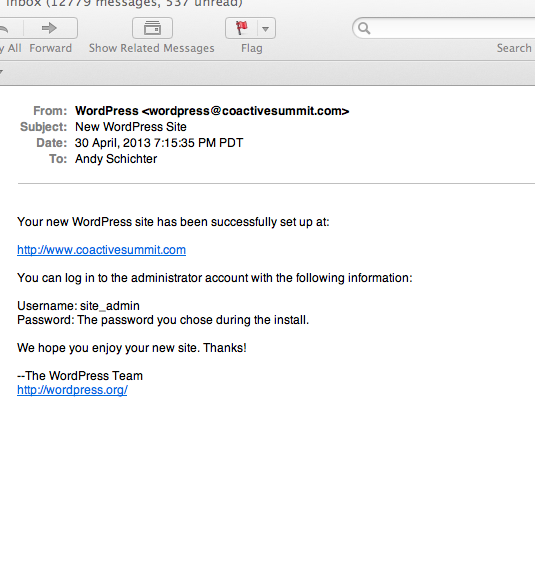 Inbox (12779 messages, 537 unread)
y All Forward Show Related Messages Flag Search
From: WordPress <wordpress@coactivesummit.com>
Subject: New WordPress Site
Date: 30 April, 2013 7:15:35 PM PDT
To: Andy Schichter
Your new WordPress site has been successfully set up at:
http://www.coactivesummit.com
You can log in to the administrator account with the following information:
Username: site_admin
Password: The password you chose during the install.
We hope you enjoy your new site. Thanks!
--The WordPress Team
http://wordpress.org/